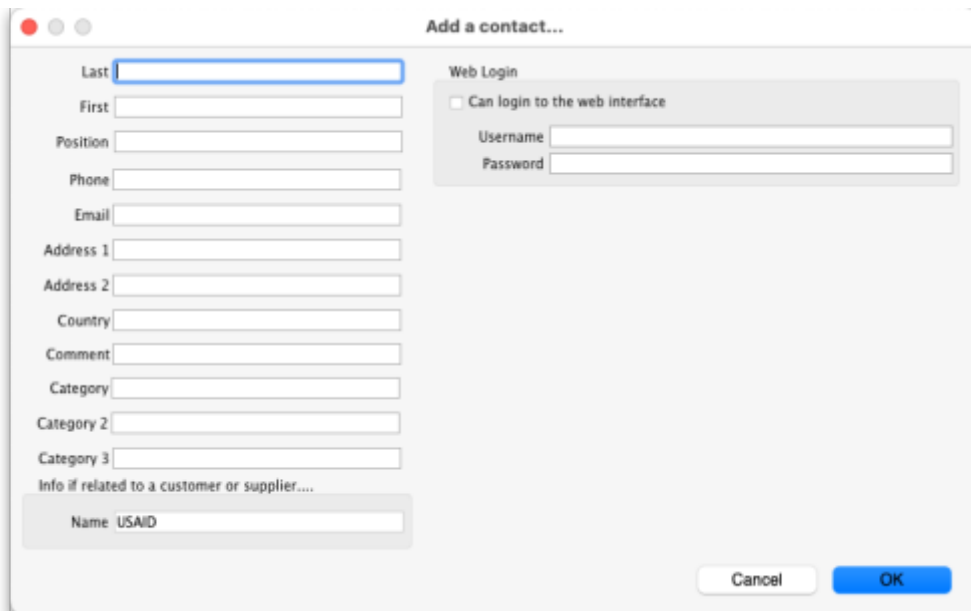 Add a contact...
Last
First
Position
Phone
Email
Address 1
Address 2
Country
Comment
Category
Category 2
Category 3
Info if related to a customer or supplier....
Name USAID
Web Login
Can login to the web interface
Username
Password
Cancel OK